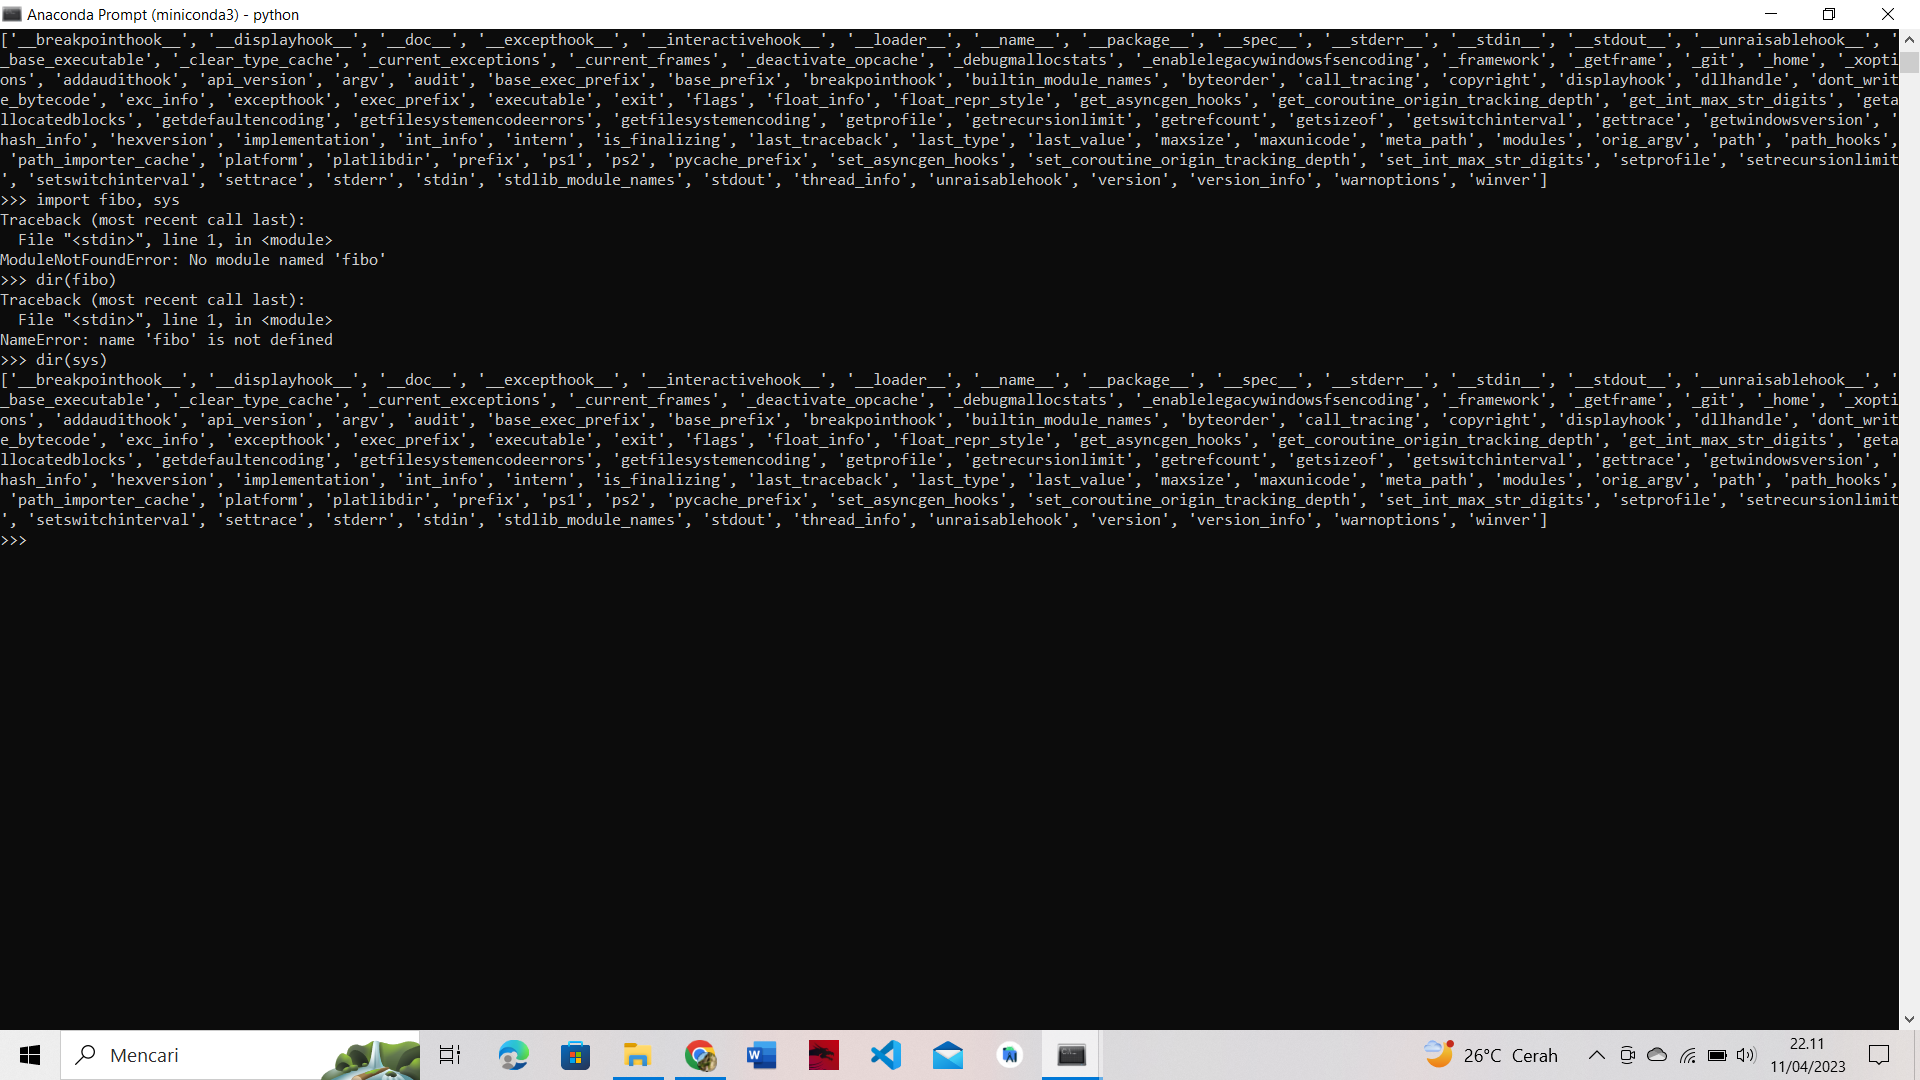 Anaconda Prompt (miniconda3) - python
['__breakpointhook__', '__displayhook__', '__doc__', '__excepthook__', '__interactivehook__', '__loader__', '__name__', '__package__', '__spec__', '__stderr__', '__stdin__', '__stdout__', '__unraisablehook__', '
_base_executable', '_clear_type_cache', '_current_exceptions', '_current_frames', '_deactivate_opcache', '_debugmallocstats', '_enablelegacywindowsfsencoding', '_framework', '_getframe', '_git', '_home', '_xopti
ons', 'addaudithook', 'api_version', 'argv', 'audit', 'base_exec_prefix', 'base_prefix', 'breakpointhook', 'builtin_module_names', 'byteorder', 'call_tracing', 'copyright', 'displayhook', 'dllhandle', 'dont_writ
e_bytecode', 'exc_info', 'excepthook', 'exec_prefix', 'executable', 'exit', 'flags', 'float_info', 'float_repr_style', 'get_asyncgen_hooks', 'get_coroutine_origin_tracking_depth', 'get_int_max_str_digits', 'geta
llocatedblocks', 'getdefaultencoding', 'getfilesystemencodeerrors', 'getfilesystemencoding', 'getprofile', 'getrecursionlimit', 'getrefcount', 'getsizeof', 'getswitchinterval', 'gettrace', 'getwindowsversion', '
hash_info', 'hexversion', 'implementation', 'int_info', 'intern', 'is_finalizing', 'last_traceback', 'last_type', 'last_value', 'maxsize', 'maxunicode', 'meta_path', 'modules', 'orig_argv', 'path', 'path_hooks',
 'path_importer_cache', 'platform', 'platlibdir', 'prefix', 'ps1', 'ps2', 'pycache_prefix', 'set_asyncgen_hooks', 'set_coroutine_origin_tracking_depth', 'set_int_max_str_digits', 'setprofile', 'setrecursionlimit
', 'setswitchinterval', 'settrace', 'stderr', 'stdin', 'stdlib_module_names', 'stdout', 'thread_info', 'unraisablehook', 'version', 'version_info', 'warnoptions', 'winver']
>>> import fibo, sys
Traceback (most recent call last):
  File "<stdin>", line 1, in <module>
ModuleNotFoundError: No module named 'fibo'
>>> dir(fibo)
Traceback (most recent call last):
  File "<stdin>", line 1, in <module>
NameError: name 'fibo' is not defined
>>> dir(sys)
['__breakpointhook__', '__displayhook__', '__doc__', '__excepthook__', '__interactivehook__', '__loader__', '__name__', '__package__', '__spec__', '__stderr__', '__stdin__', '__stdout__', '__unraisablehook__', '
_base_executable', '_clear_type_cache', '_current_exceptions', '_current_frames', '_deactivate_opcache', '_debugmallocstats', '_enablelegacywindowsfsencoding', '_framework', '_getframe', '_git', '_home', '_xopti
ons', 'addaudithook', 'api_version', 'argv', 'audit', 'base_exec_prefix', 'base_prefix', 'breakpointhook', 'builtin_module_names', 'byteorder', 'call_tracing', 'copyright', 'displayhook', 'dllhandle', 'dont_writ
e_bytecode', 'exc_info', 'excepthook', 'exec_prefix', 'executable', 'exit', 'flags', 'float_info', 'float_repr_style', 'get_asyncgen_hooks', 'get_coroutine_origin_tracking_depth', 'get_int_max_str_digits', 'geta
llocatedblocks', 'getdefaultencoding', 'getfilesystemencodeerrors', 'getfilesystemencoding', 'getprofile', 'getrecursionlimit', 'getrefcount', 'getsizeof', 'getswitchinterval', 'gettrace', 'getwindowsversion', '
hash_info', 'hexversion', 'implementation', 'int_info', 'intern', 'is_finalizing', 'last_traceback', 'last_type', 'last_value', 'maxsize', 'maxunicode', 'meta_path', 'modules', 'orig_argv', 'path', 'path_hooks',
 'path_importer_cache', 'platform', 'platlibdir', 'prefix', 'ps1', 'ps2', 'pycache_prefix', 'set_asyncgen_hooks', 'set_coroutine_origin_tracking_depth', 'set_int_max_str_digits', 'setprofile', 'setrecursionlimit
', 'setswitchinterval', 'settrace', 'stderr', 'stdin', 'stdlib_module_names', 'stdout', 'thread_info', 'unraisablehook', 'version', 'version_info', 'warnoptions', 'winver']
>>>
Mencari
26°C Cerah
22.11
11/04/2023